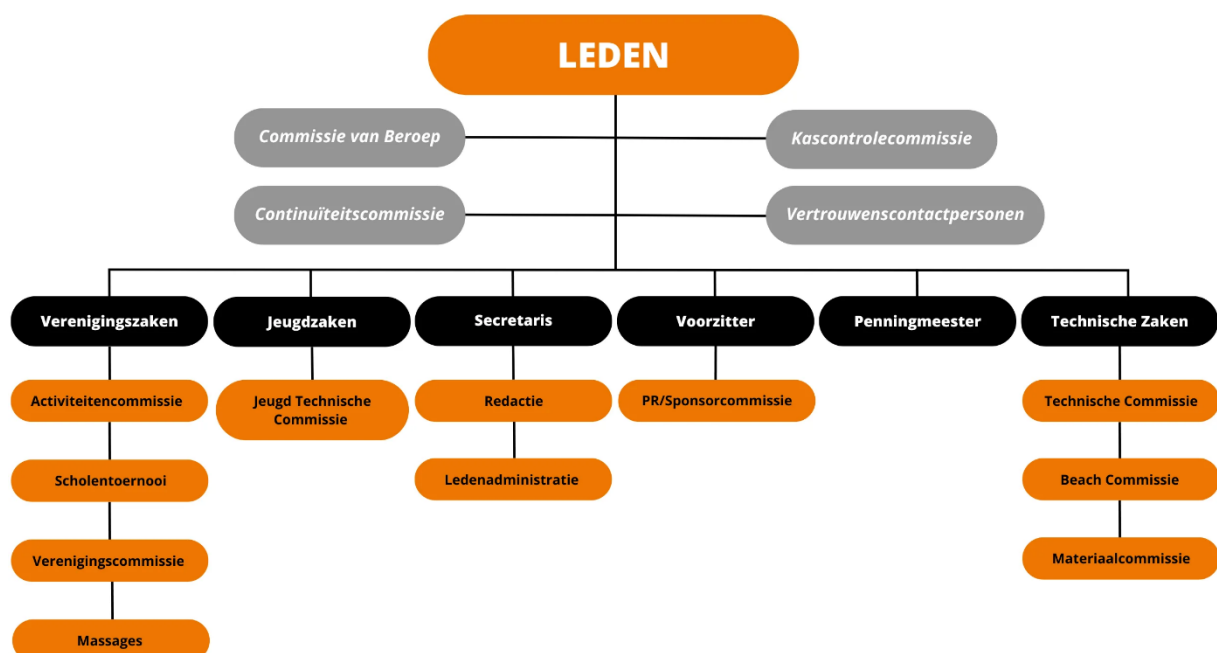 LEDEN
Commissie van Beroep
Kascontrolecommissie
Continuïteitscommissie
Vertrouwenscontactpersonen
Verenigingszaken
Jeugdzaken
Secretaris
Voorzitter
Penningmeester
Technische Zaken
Activiteitencommissie
Jeugd Technische
Commissie
Redactie
PR/Sponsorcommissie
Technische Commissie
Scholentoernooi
Ledenadministratie
Beach Commissie
Verenigingscommissie
Materiaalcommissie
Massages